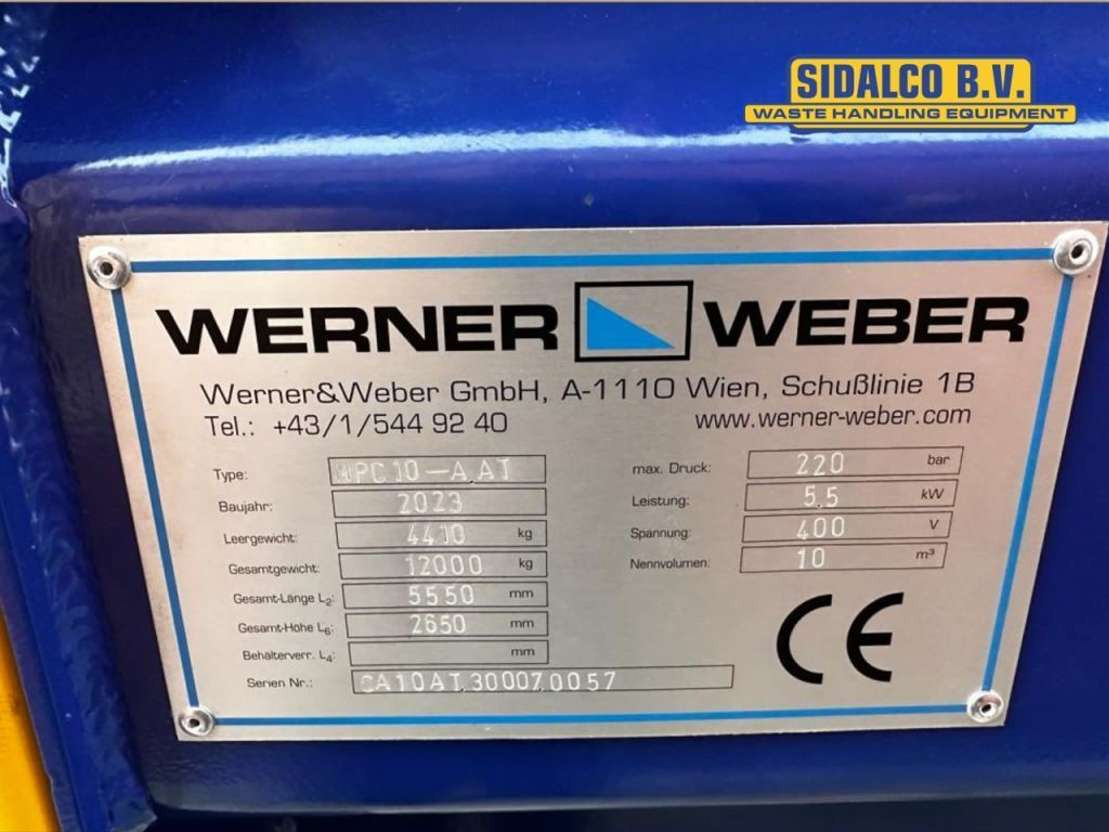 SIDALCO B.V.
WASTE HANDLING EQUIPMENT
WERNER WEBER
Werner&Weber GmbH, A-1110 Wien, Schußlinie 1B
Tel.: +43/1/544 92 40 www.werner-weber.com
Type: WPC 10-A.AT max. Druck: 220 bar
Baujahr: 2023 Leistung: 5.5 kW
Leergewicht: 4410 kg Spannung: 400 V
Gesamtgewicht: 12000 kg Nennvolumen: 10 m³
Gesamt-Länge L₂: 5550 mm
Gesamt-Höhe L₆: 2650 mm
Behälterverr. L₄: mm
Serien Nr.: CA10AT.30007.0057
CE